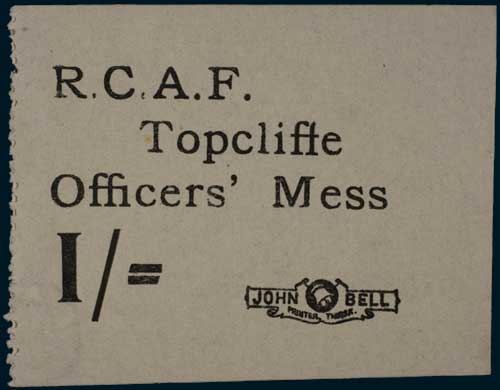 R.C.A.F.
Topcliffe
Officers' Mess
1/=
JOHN BELL
PRINTER, THIRSK.